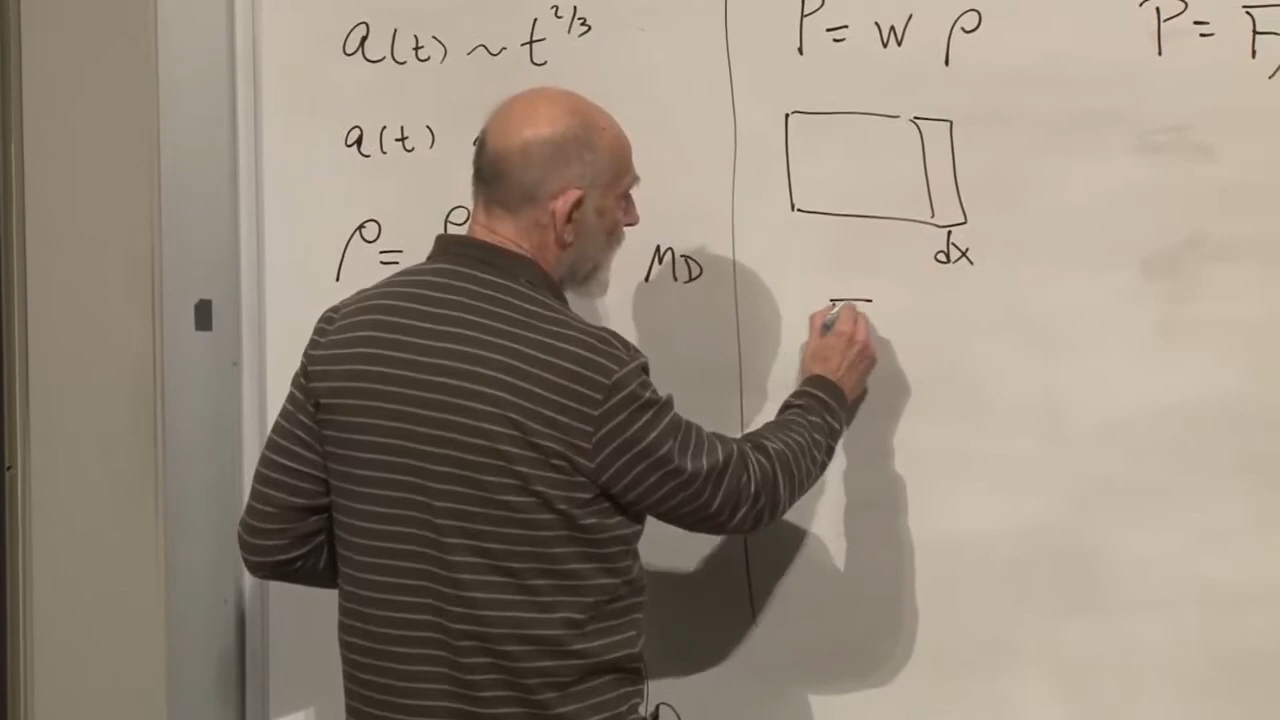 a(t) ~ t^{2/3}
a(t)
ρ = ρ
MD
P = w ρ
dx
P = F